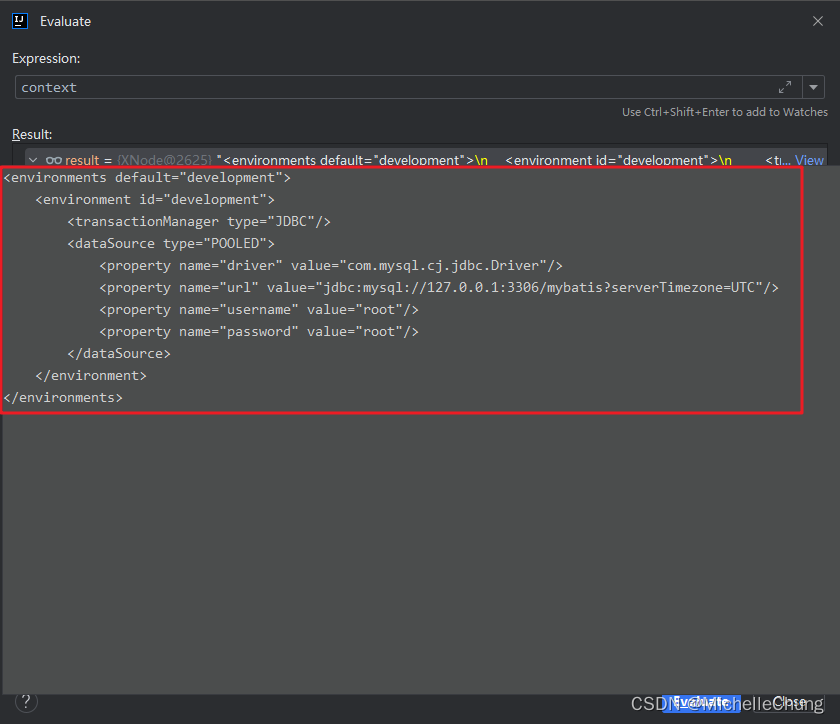 IJ
Evaluate
Expression:
context
Use Ctrl+Shift+Enter to add to Watches
Result:
result = {XNode@2625} "<environments default="development">\n    <environment id="development">\n        <t... View
<environments default="development">
    <environment id="development">
        <transactionManager type="JDBC"/>
        <dataSource type="POOLED">
            <property name="driver" value="com.mysql.cj.jdbc.Driver"/>
            <property name="url" value="jdbc:mysql://127.0.0.1:3306/mybatis?serverTimezone=UTC"/>
            <property name="username" value="root"/>
            <property name="password" value="root"/>
        </dataSource>
    </environment>
</environments>
?
Evaluate
Close
CSDN @MichelleChung